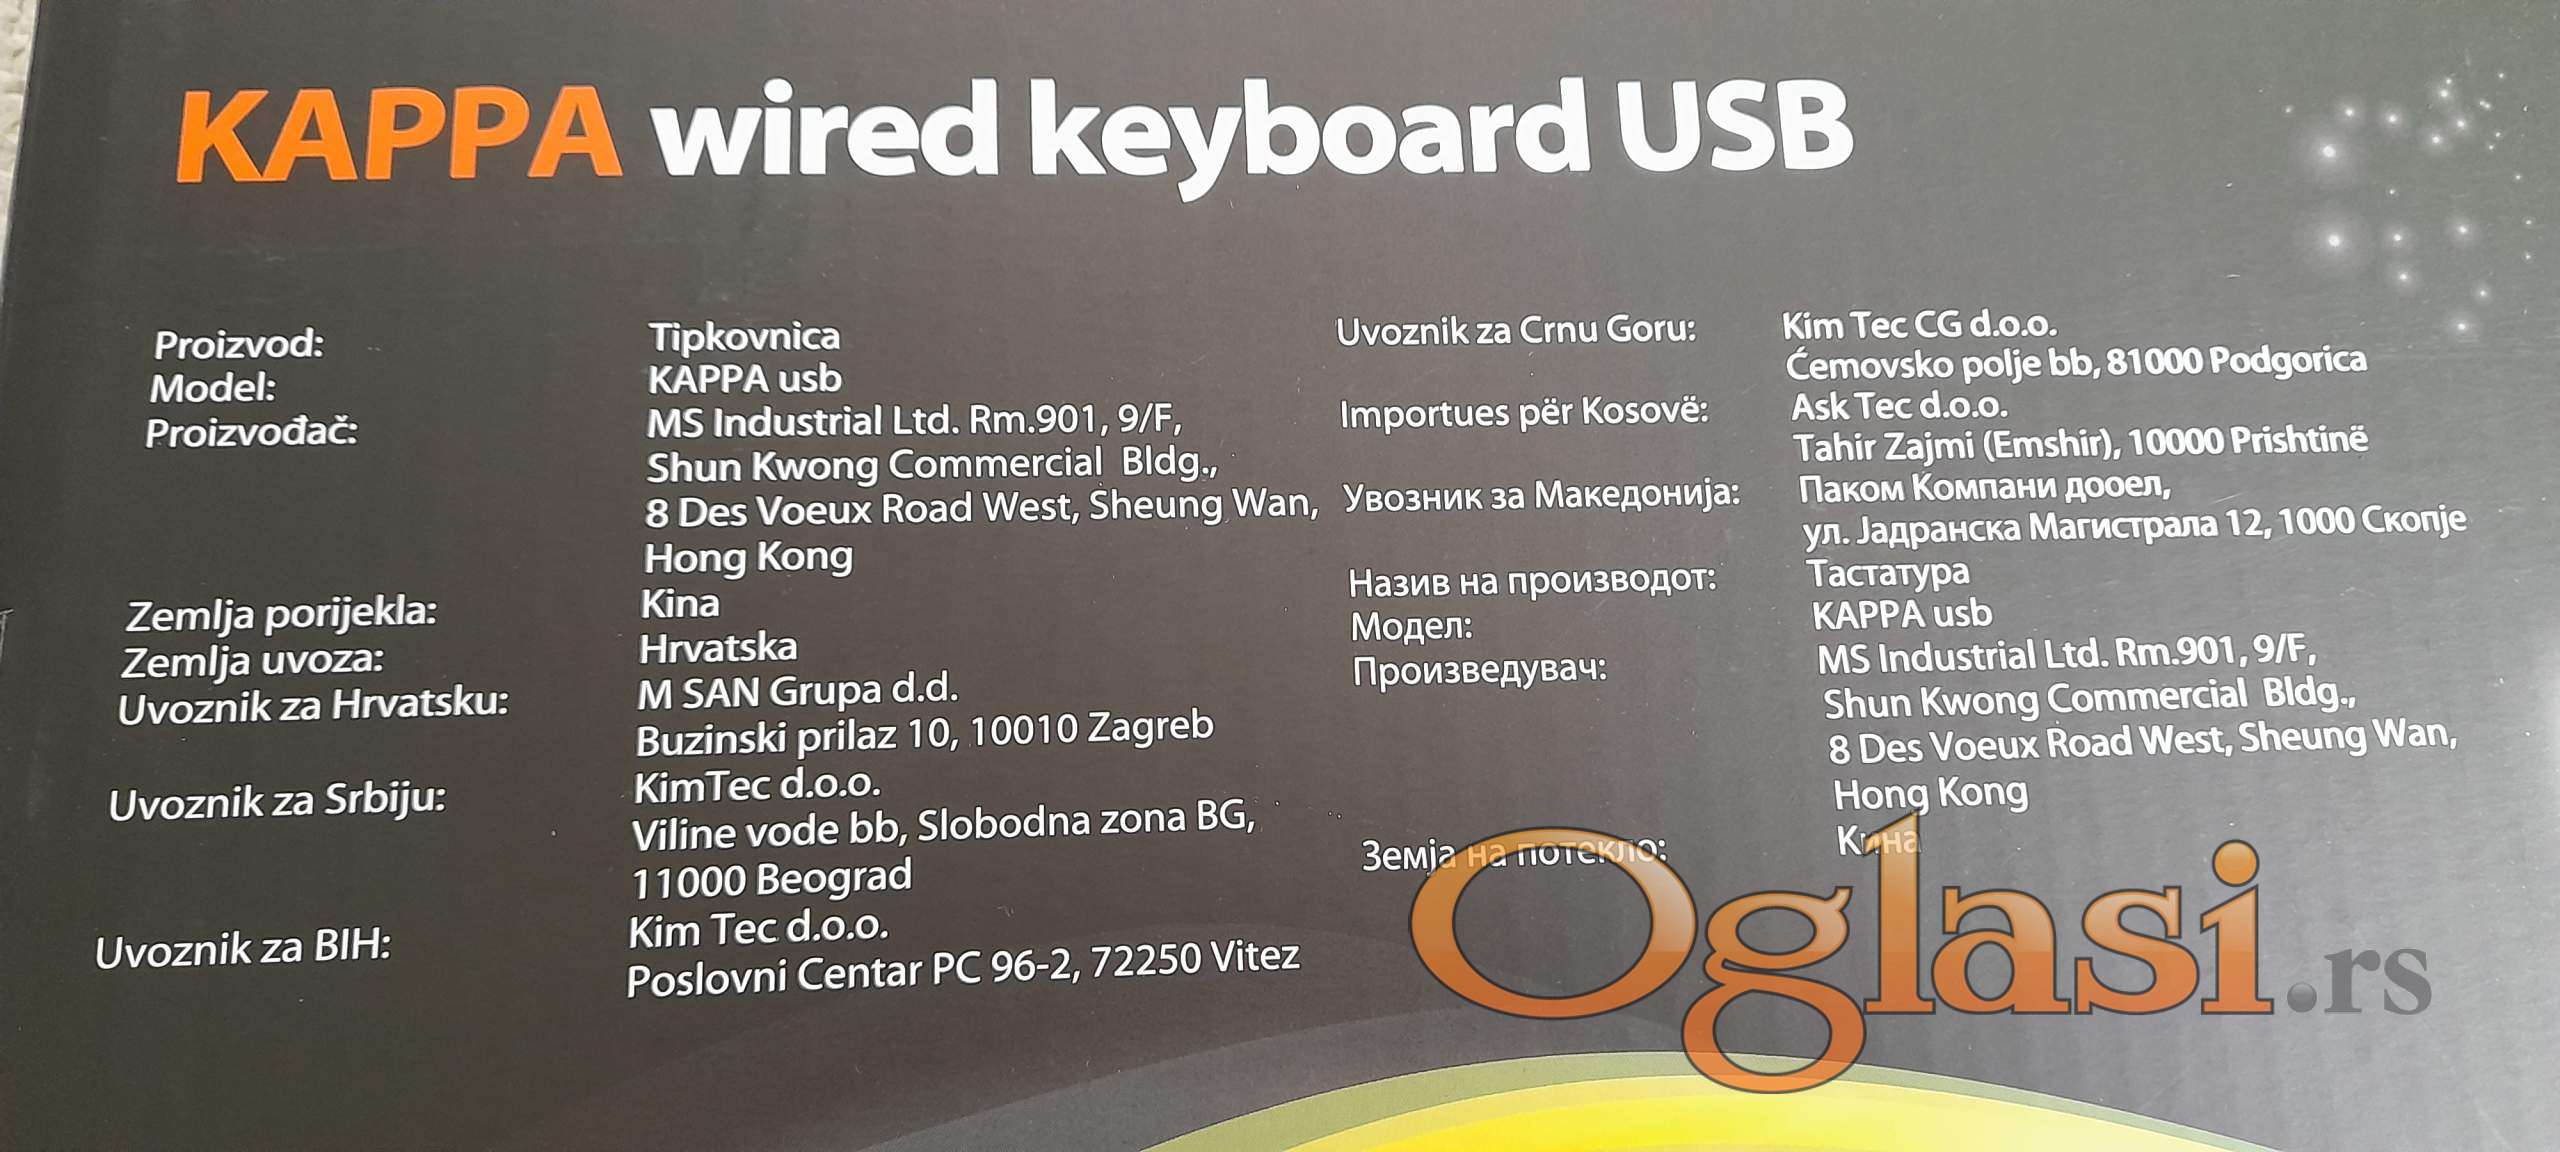 KAPPA wired keyboard USB
Proizvod: Tipkovnica
Model: KAPPA usb
Proizvođač: MS Industrial Ltd. Rm.901, 9/F,
Shun Kwong Commercial Bldg.,
8 Des Voeux Road West, Sheung Wan,
Hong Kong
Zemlja porijekla: Kina
Zemlja uvoza: Hrvatska
Uvoznik za Hrvatsku: M SAN Grupa d.d.
Buzinski prilaz 10, 10010 Zagreb
Uvoznik za Srbiju: KimTec d.o.o.
Viline vode bb, Slobodna zona BG,
11000 Beograd
Uvoznik za BIH: Kim Tec d.o.o.
Poslovni Centar PC 96-2, 72250 Vitez
Uvoznik za Crnu Goru: Kim Tec CG d.o.o.
Ćemovsko polje bb, 81000 Podgorica
Importues për Kosovë: Ask Tec d.o.o.
Tahir Zajmi (Emshir), 10000 Prishtinë
Увозник за Македонија: Паком Компани дооел,
ул. Јадранска Магистрала 12, 1000 Скопје
Назив на производот: Тастатура
Модел: KAPPA usb
Произведувач: MS Industrial Ltd. Rm.901, 9/F,
Shun Kwong Commercial Bldg.,
8 Des Voeux Road West, Sheung Wan,
Hong Kong
Земја на потекло: Кина
Oglasi.rs